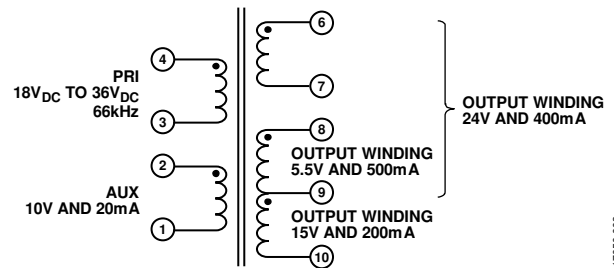 4
PRI
18VDC TO 36VDC
66kHz
3
2
AUX
10V AND 20mA
1
6
7
OUTPUT WINDING
24V AND 400mA
8
OUTPUT WINDING
5.5V AND 500mA
9
OUTPUT WINDING
15V AND 200mA
10